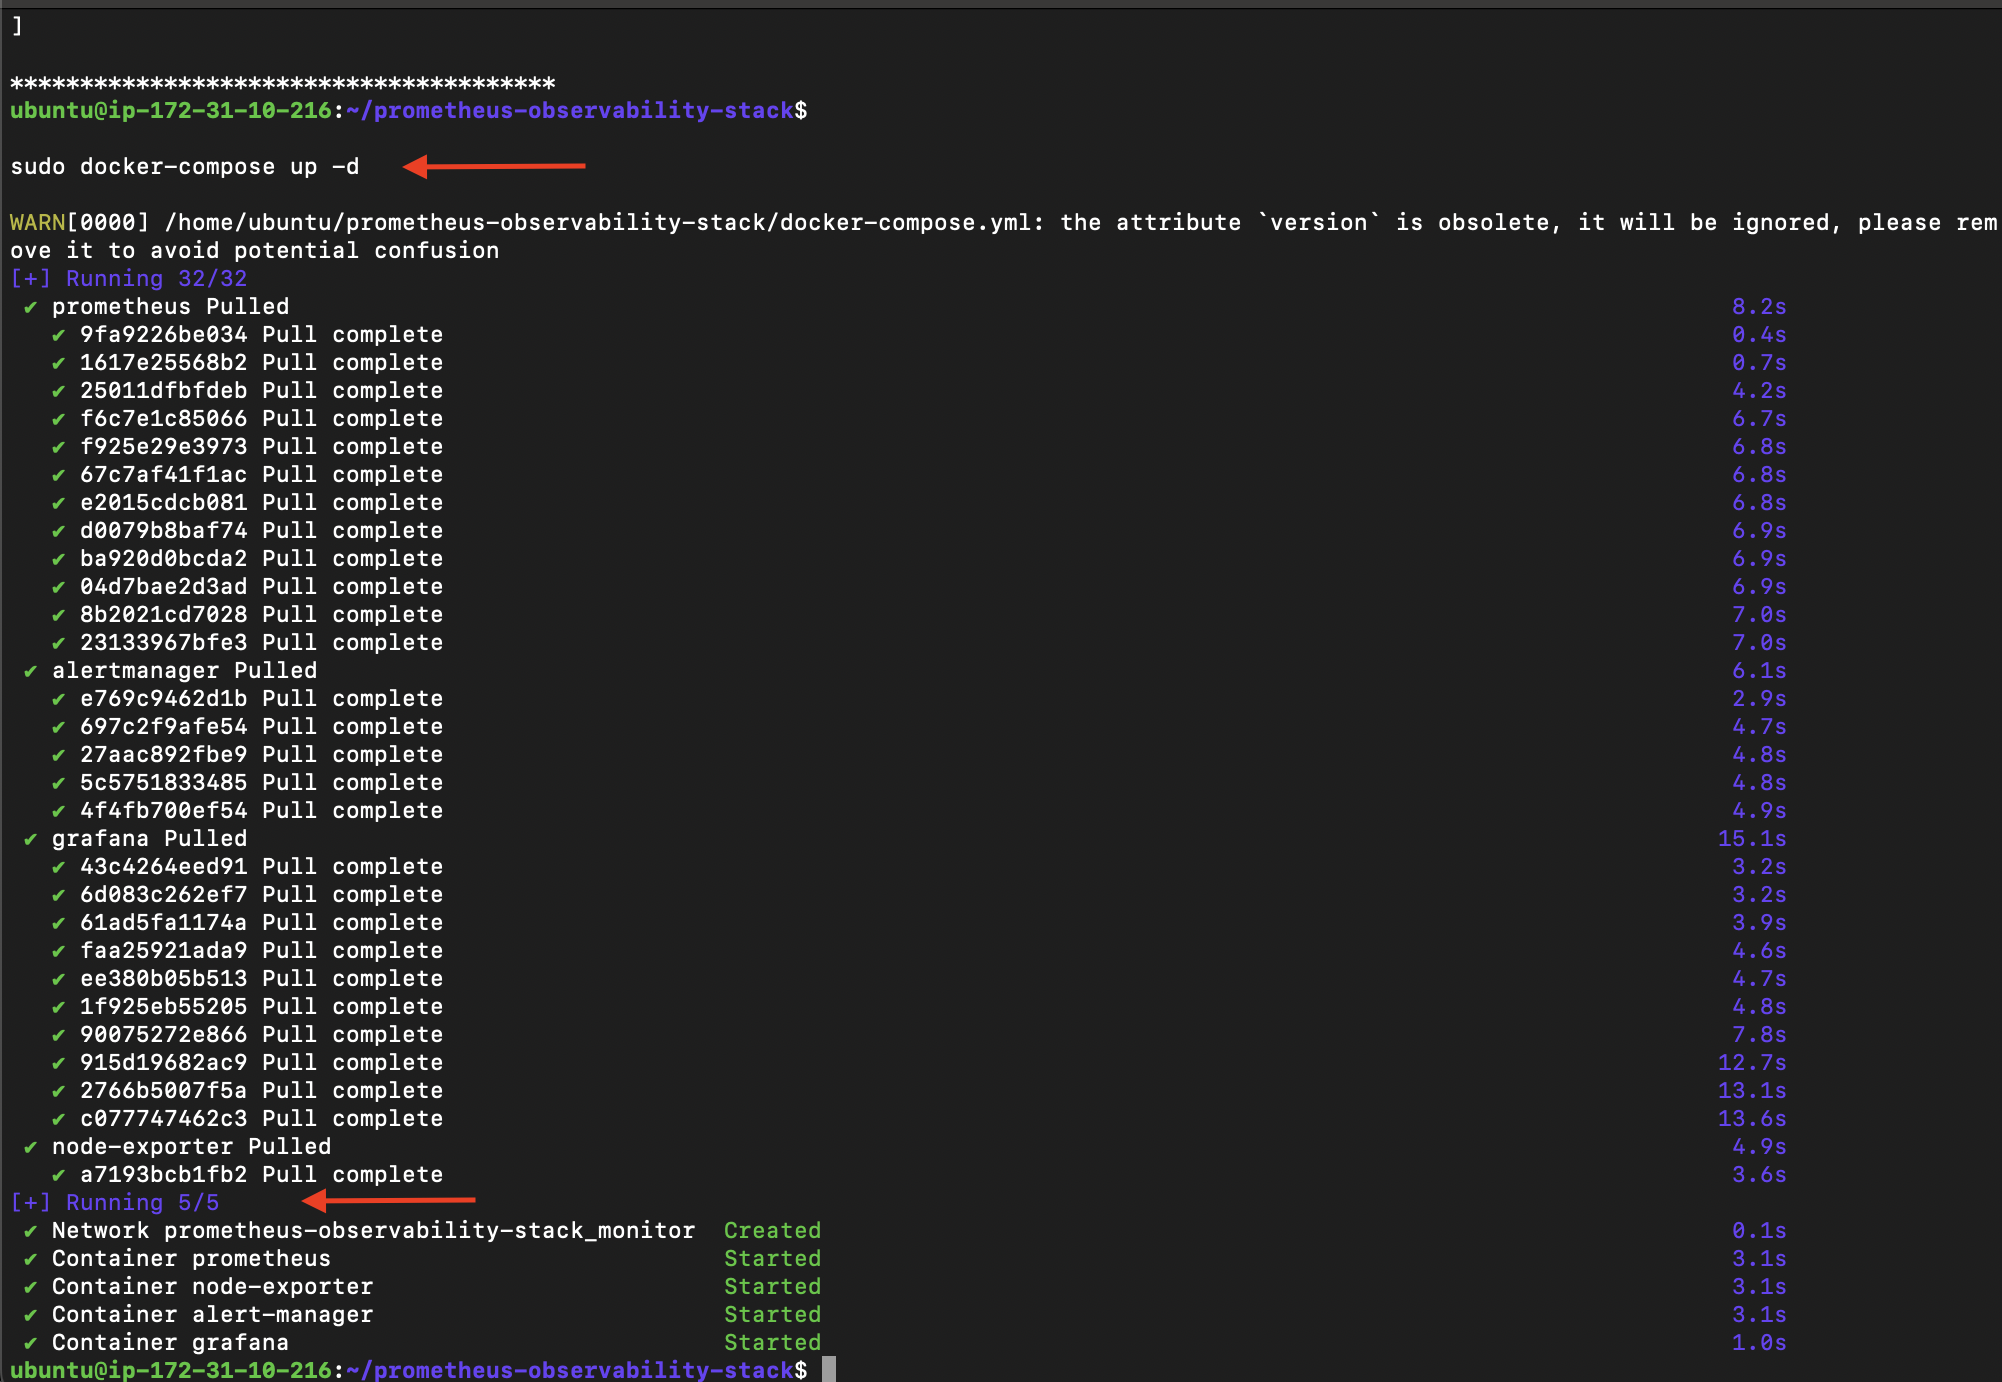 ]
***************************************
ubuntu@ip-172-31-10-216:~/prometheus-observability-stack$
sudo docker-compose up -d
WARN[0000] /home/ubuntu/prometheus-observability-stack/docker-compose.yml: the attribute `version` is obsolete, it will be ignored, please rem
ove it to avoid potential confusion
[+] Running 32/32
✔ prometheus Pulled 8.2s
✔ 9fa9226be034 Pull complete 0.4s
✔ 1617e25568b2 Pull complete 0.7s
✔ 25011dfbfdeb Pull complete 4.2s
✔ f6c7e1c85066 Pull complete 6.7s
✔ f925e29e3973 Pull complete 6.8s
✔ 67c7af41f1ac Pull complete 6.8s
✔ e2015cdcb081 Pull complete 6.8s
✔ d0079b8baf74 Pull complete 6.9s
✔ ba920d0bcda2 Pull complete 6.9s
✔ 04d7bae2d3ad Pull complete 6.9s
✔ 8b2021cd7028 Pull complete 7.0s
✔ 23133967bfe3 Pull complete 7.0s
✔ alertmanager Pulled 6.1s
✔ e769c9462d1b Pull complete 2.9s
✔ 697c2f9afe54 Pull complete 4.7s
✔ 27aac892fbe9 Pull complete 4.8s
✔ 5c5751833485 Pull complete 4.8s
✔ 4f4fb700ef54 Pull complete 4.9s
✔ grafana Pulled 15.1s
✔ 43c4264eed91 Pull complete 3.2s
✔ 6d083c262ef7 Pull complete 3.2s
✔ 61ad5fa1174a Pull complete 3.9s
✔ faa25921ada9 Pull complete 4.6s
✔ ee380b05b513 Pull complete 4.7s
✔ 1f925eb55205 Pull complete 4.8s
✔ 90075272e866 Pull complete 7.8s
✔ 915d19682ac9 Pull complete 12.7s
✔ 2766b5007f5a Pull complete 13.1s
✔ c077747462c3 Pull complete 13.6s
✔ node-exporter Pulled 4.9s
✔ a7193bcb1fb2 Pull complete 3.6s
[+] Running 5/5
✔ Network prometheus-observability-stack_monitor Created 0.1s
✔ Container prometheus Started 3.1s
✔ Container node-exporter Started 3.1s
✔ Container alert-manager Started 3.1s
✔ Container grafana Started 1.0s
ubuntu@ip-172-31-10-216:~/prometheus-observability-stack$